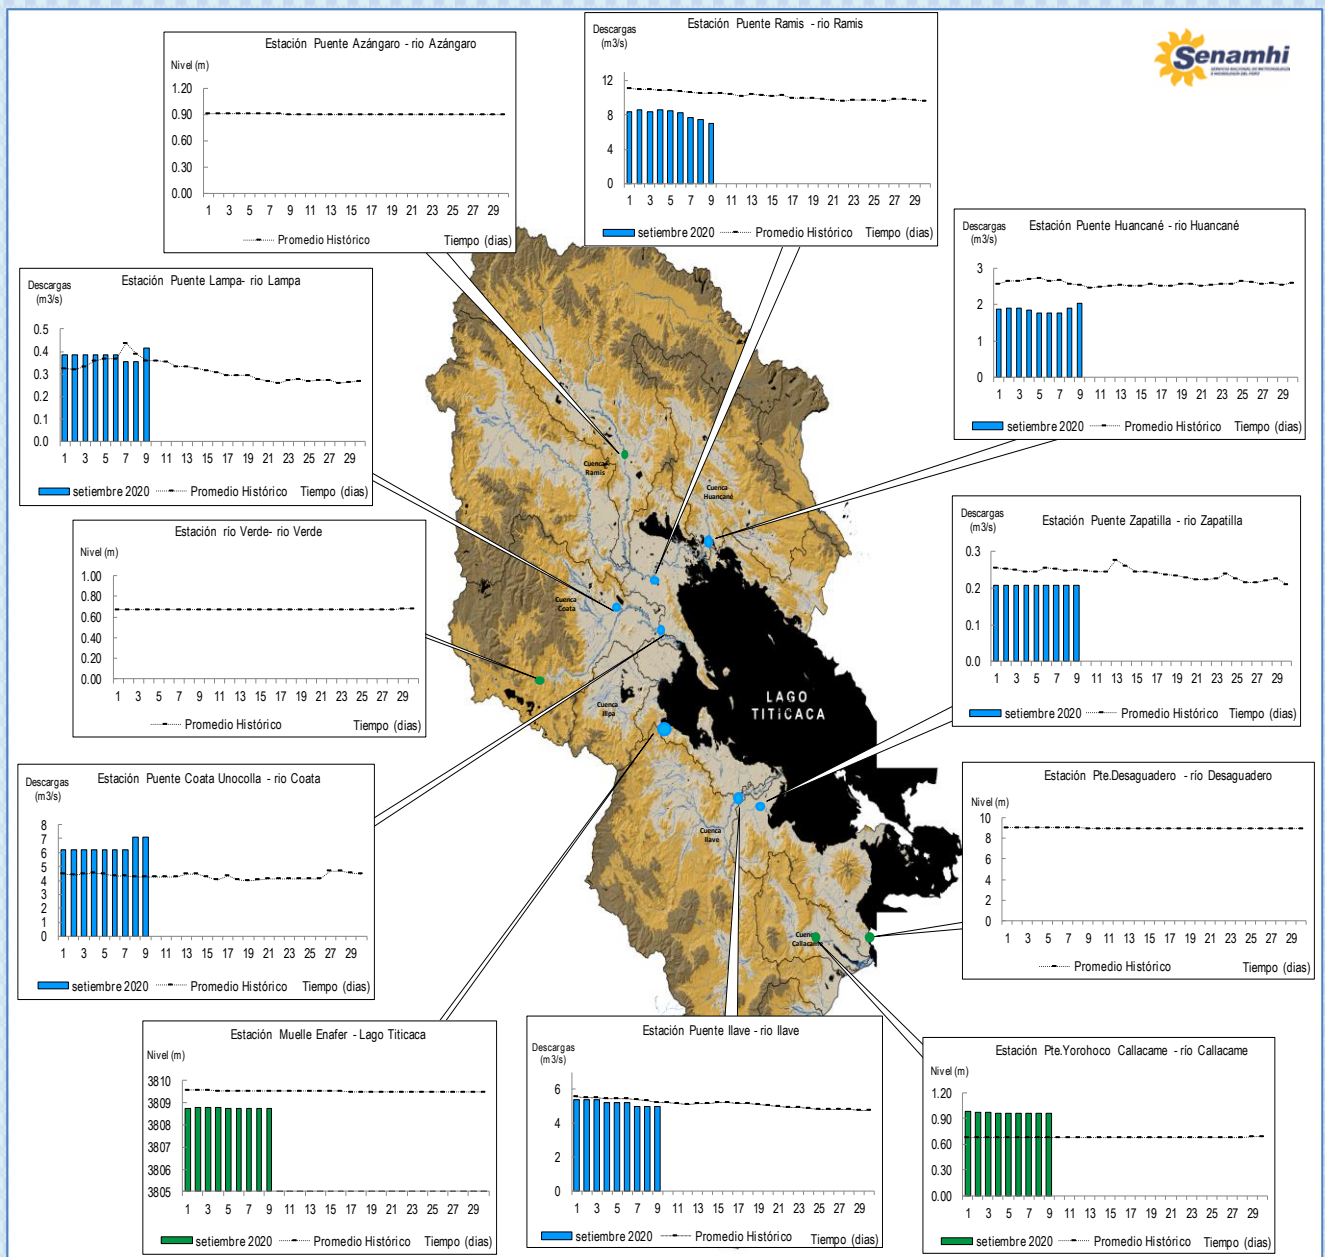 Senamhi
SERVICIO NACIONAL DE METEOROLOGÍA
E HIDROLOGÍA DEL PERÚ
Estación Puente Azángaro - rio Azángaro
Nivel (m)
1.20
0.90
0.60
0.30
0.00
1 3 5 7 9 11 13 15 17 19 21 23 25 27 29
Promedio Histórico Tiempo (dias)
Estación Puente Ramis - rio Ramis
Descargas
(m3/s)
12
8
4
0
1 3 5 7 9 11 13 15 17 19 21 23 25 27 29
setiembre 2020 Promedio Histórico Tiempo (dias)
Estación Puente Huancané - rio Huancané
Descargas
(m3/s)
3
2
1
0
1 3 5 7 9 11 13 15 17 19 21 23 25 27 29
setiembre 2020 Promedio Histórico Tiempo (dias)
Estación Puente Lampa- rio Lampa
Descargas
(m3/s)
0.5
0.4
0.3
0.2
0.1
0.0
1 3 5 7 9 11 13 15 17 19 21 23 25 27 29
setiembre 2020 Promedio Histórico Tiempo (dias)
Estación río Verde- rio Verde
Nivel (m)
1.00
0.80
0.60
0.40
0.20
0.00
1 3 5 7 9 11 13 15 17 19 21 23 25 27 29
Promedio Histórico Tiempo (dias)
Estación Puente Zapatilla - rio Zapatilla
Descargas
(m3/s)
0.3
0.2
0.1
0.0
1 3 5 7 9 11 13 15 17 19 21 23 25 27 29
setiembre 2020 Promedio Histórico Tiempo (dias)
Cuenca
Ramis
Cuenca
Huancané
Cuenca
Coata
Cuenca
Illpa
LAGO
TITICACA
Cuenca
Ilave
Cuenca
Callacame
Estación Puente Coata Unocolla - rio Coata
Descargas
(m3/s)
8
7
6
5
4
3
2
1
0
1 3 5 7 9 11 13 15 17 19 21 23 25 27 29
setiembre 2020 Promedio Histórico Tiempo (dias)
Estación Pte.Desaguadero - río Desaguadero
Nivel (m)
10
8
6
4
2
0
1 3 5 7 9 11 13 15 17 19 21 23 25 27 29
Promedio Histórico Tiempo (dias)
Estación Muelle Enafer - Lago Titicaca
Nivel (m)
3810
3809
3808
3807
3806
3805
1 3 5 7 9 11 13 15 17 19 21 23 25 27 29
setiembre 2020 Promedio Histórico Tiempo (dias)
Estación Puente Ilave - rio Ilave
Descargas
(m3/s)
6
4
2
0
1 3 5 7 9 11 13 15 17 19 21 23 25 27 29
setiembre 2020 Promedio Histórico Tiempo (dias)
Estación Pte.Yorohoco Callacame - río Callacame
Nivel (m)
1.20
0.90
0.60
0.30
0.00
1 3 5 7 9 11 13 15 17 19 21 23 25 27 29
setiembre 2020 Promedio Histórico Tiempo (dias)